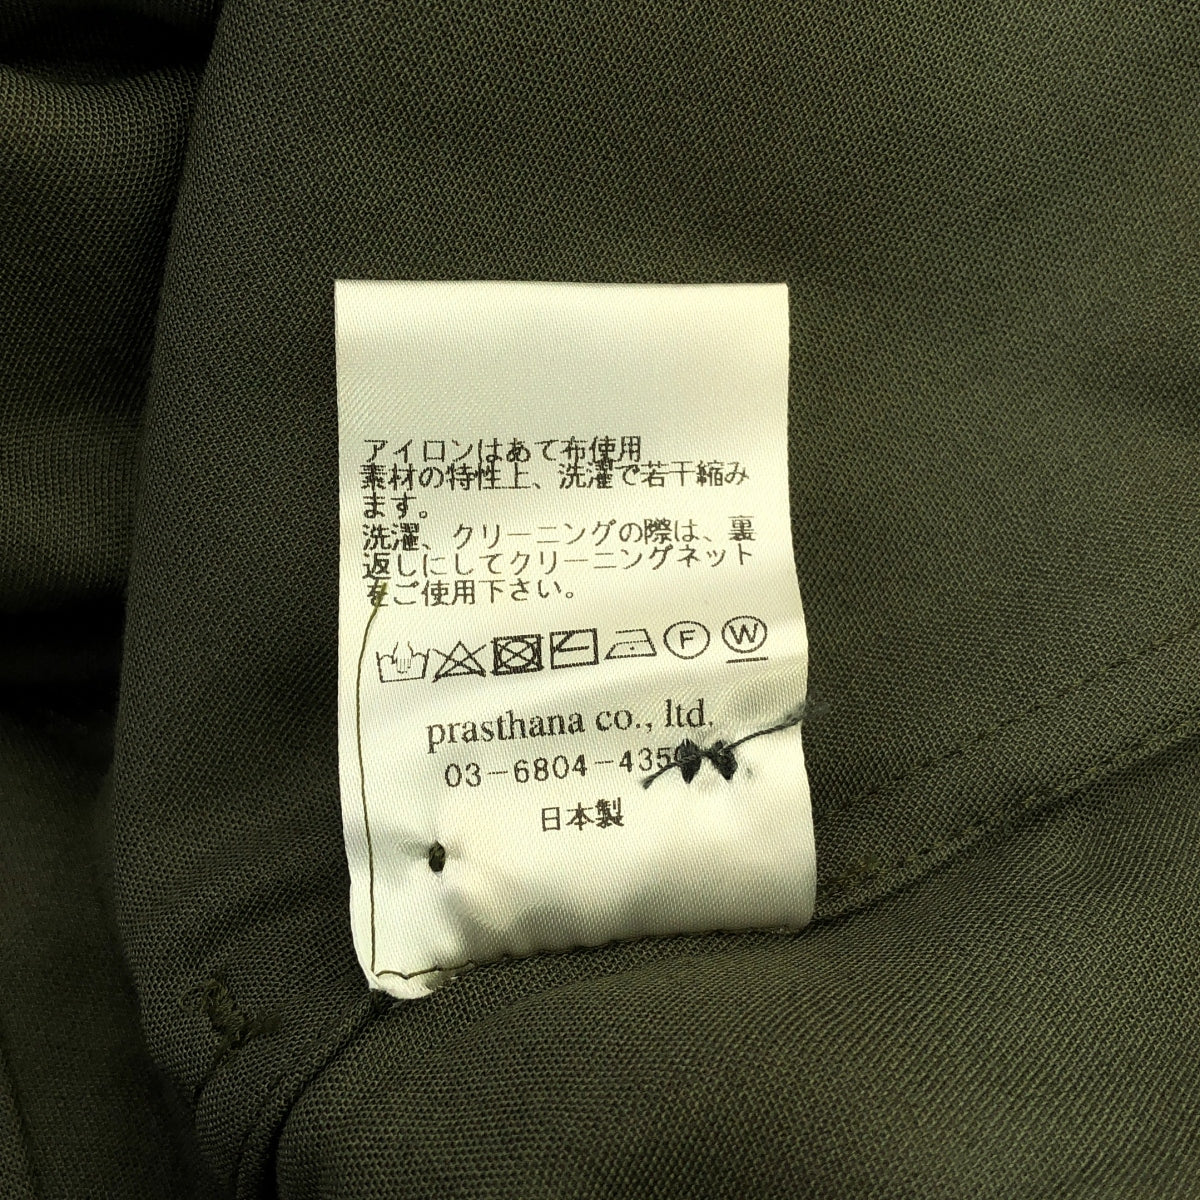 アイロンはあて布使用
素材の特性上、洗濯で若干縮み
ます。
洗濯、クリーニングの際は、裏
返しにしてクリーニングネット
をご使用下さい。
F W
prasthana co., ltd.
日本製